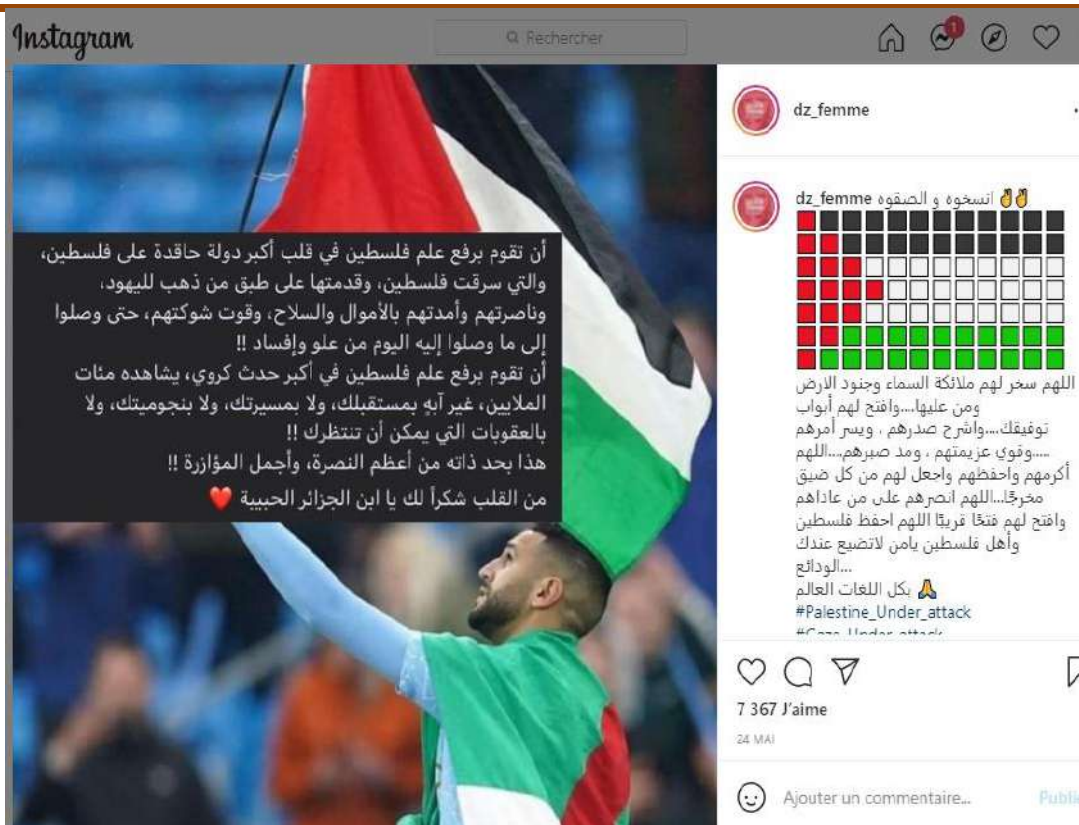 Instagram
Rechercher
1
dz_femme
أن تقوم برفع علم فلسطين في قلب أكبر دولة حاقدة على فلسطين،
والتي سرقت فلسطين، وقدمتها على طبق من ذهب لليهود،
وناصرتهم وأمدتهم بالأموال والسلاح، وقوت شوكتهم، حتى وصلوا
إلى ما وصلوا إليه اليوم من علو وإفساد !!
أن تقوم برفع علم فلسطين في أكبر حدث كروي، يشاهده مئات
الملايين، غير آبهٍ بمستقبلك، ولا بمسيرتك، ولا بنجوميتك، ولا
بالعقوبات التي يمكن أن تنتظرك !!
هذا بحد ذاته من أعظم النصرة، وأجمل المؤازرة !!
من القلب شكراً لك يا ابن الجزائر الحبيبة ❤️
dz_femme انسخوه و الصقوه ✌️✌️
اللهم سخر لهم ملائكة السماء وجنود الارض
ومن عليها....وافتح لهم أبواب
توفيقك....واشرح صدرهم ، ويسر أمرهم
.....وقوي عزيمتهم ، ومد صبرهم...اللهم
أكرمهم واحفظهم واجعل لهم من كل ضيق
مخرجًا...اللهم انصرهم على من عاداهم
وافتح لهم فتحًا قريبًا اللهم احفظ فلسطين
وأهل فلسطين يامن لاتضيع عندك
...الودائع
بكل اللغات العالم 🙏
#Palestine_Under_attack
#Gaza_Under_attack
7 367 J'aime
24 MAI
Ajouter un commentaire...